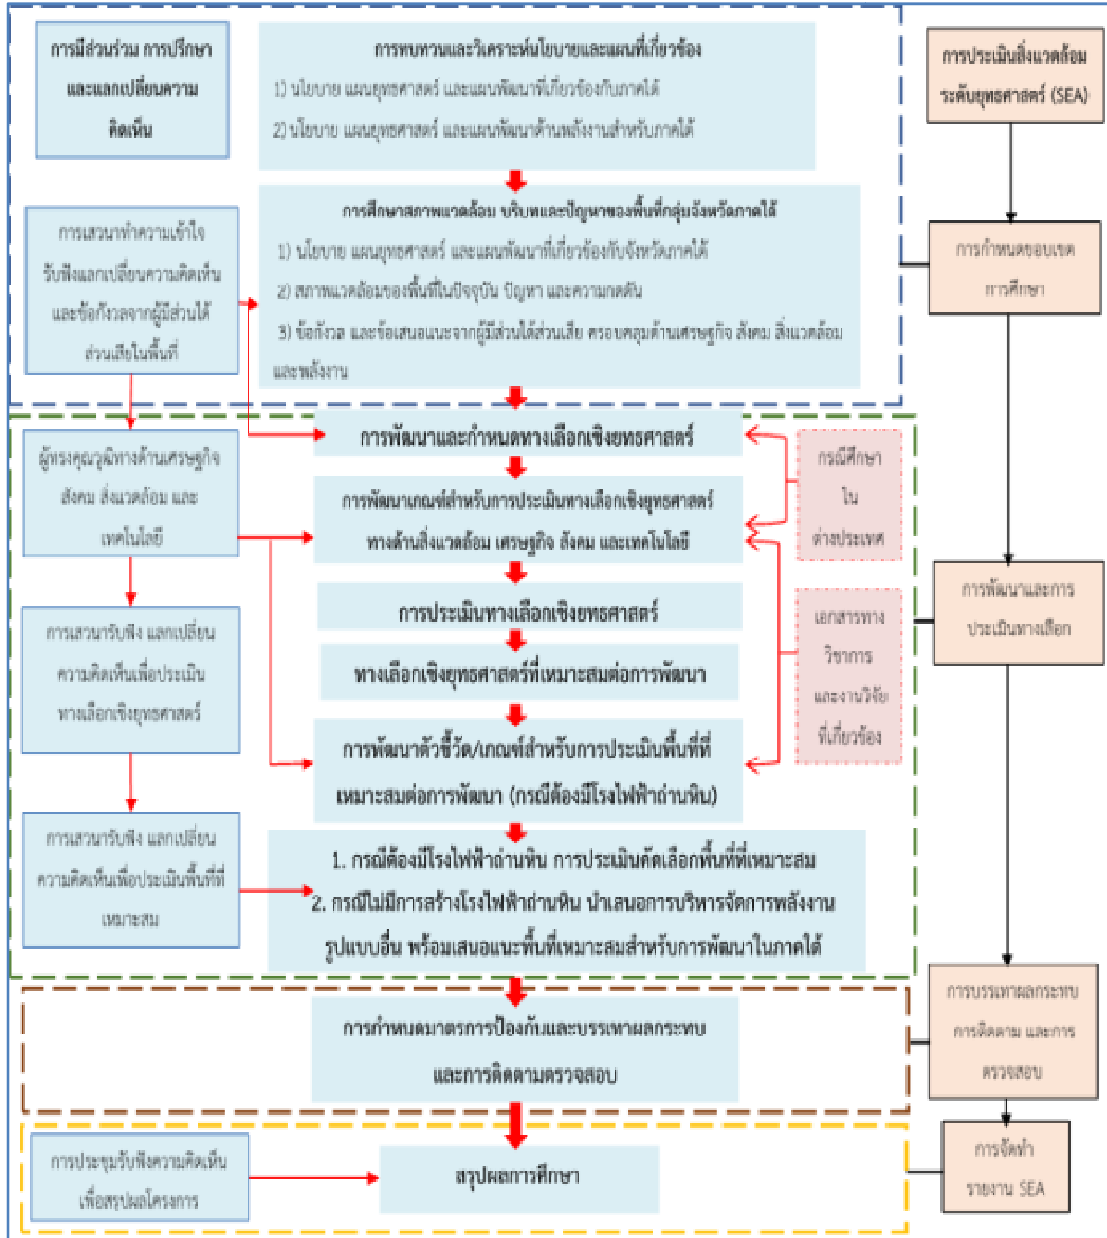 การมีส่วนร่วม การปรึกษา
และแลกเปลี่ยนความ
คิดเห็น
การทบทวนและวิเคราะห์นโยบายและแผนที่เกี่ยวข้อง
1) นโยบาย แผนยุทธศาสตร์ และแผนพัฒนาที่เกี่ยวข้องกับภาคใต้
2) นโยบาย แผนยุทธศาสตร์ และแผนพัฒนาด้านพลังงานสำหรับภาคใต้
การประเมินสิ่งแวดล้อม
ระดับยุทธศาสตร์ (SEA)
การเสวนาทำความเข้าใจ
รับฟังแลกเปลี่ยนความคิดเห็น
และข้อกังวลจากผู้มีส่วนได้
ส่วนเสียในพื้นที่
การศึกษาสภาพแวดล้อม บริบทและปัญหาของพื้นที่กลุ่มจังหวัดภาคใต้
1) นโยบาย แผนยุทธศาสตร์ และแผนพัฒนาที่เกี่ยวข้องกับจังหวัดภาคใต้
2) สภาพแวดล้อมของพื้นที่ในปัจจุบัน ปัญหา และความกดดัน
3) ข้อกังวล และข้อเสนอแนะจากผู้มีส่วนได้ส่วนเสีย ครอบคลุมด้านเศรษฐกิจ สังคม สิ่งแวดล้อม
และพลังงาน
การกำหนดขอบเขต
การศึกษา
ผู้ทรงคุณวุฒิทางด้านเศรษฐกิจ
สังคม สิ่งแวดล้อม และ
เทคโนโลยี
การพัฒนาและกำหนดทางเลือกเชิงยุทธศาสตร์
การพัฒนาเกณฑ์สำหรับการประเมินทางเลือกเชิงยุทธศาสตร์
ทางด้านสิ่งแวดล้อม เศรษฐกิจ สังคม และเทคโนโลยี
กรณีศึกษา
ใน
ต่างประเทศ
การประเมินทางเลือกเชิงยุทธศาสตร์
ทางเลือกเชิงยุทธศาสตร์ที่เหมาะสมต่อการพัฒนา
เอกสารทาง
วิชาการ
และงานวิจัย
ที่เกี่ยวข้อง
การพัฒนาและการ
ประเมินทางเลือก
การเสวนารับฟัง แลกเปลี่ยน
ความคิดเห็นเพื่อประเมิน
ทางเลือกเชิงยุทธศาสตร์
การพัฒนาตัวชี้วัด/เกณฑ์สำหรับการประเมินพื้นที่ที่
เหมาะสมต่อการพัฒนา (กรณีต้องมีโรงไฟฟ้าถ่านหิน)
การเสวนารับฟัง แลกเปลี่ยน
ความคิดเห็นเพื่อประเมินพื้นที่ที่
เหมาะสม
1. กรณีต้องมีโรงไฟฟ้าถ่านหิน การประเมินคัดเลือกพื้นที่ที่เหมาะสม
2. กรณีไม่มีการสร้างโรงไฟฟ้าถ่านหิน นำเสนอการบริหารจัดการพลังงาน
รูปแบบอื่น พร้อมเสนอแนะพื้นที่เหมาะสมสำหรับการพัฒนาในภาคใต้
การกำหนดมาตรการป้องกันและบรรเทาผลกระทบ
และการติดตามตรวจสอบ
การบรรเทาผลกระทบ
การติดตาม และการ
ตรวจสอบ
การประชุมรับฟังความคิดเห็น
เพื่อสรุปผลโครงการ
สรุปผลการศึกษา
การจัดทำ
รายงาน SEA